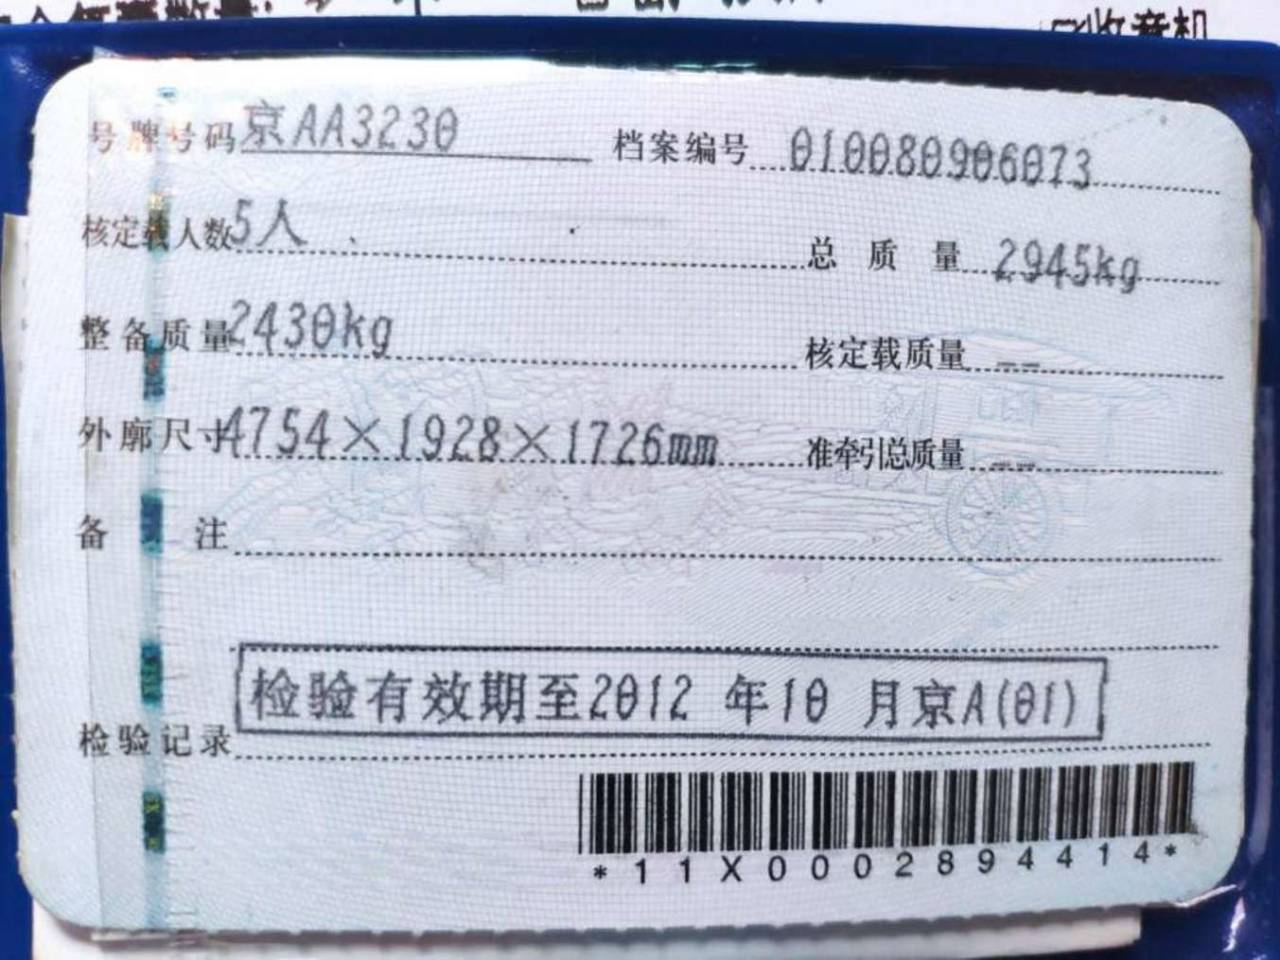 收音机
号牌号码 京AA3230 档案编号 010080906073
核定载人数 5人 总质量 2945kg
整备质量 2430kg 核定载质量 --
外廓尺寸 4754×1928×1726mm 准牵引总质量 --
备注
检验有效期至2012 年10 月京A(01)
检验记录
*11X0002894414*